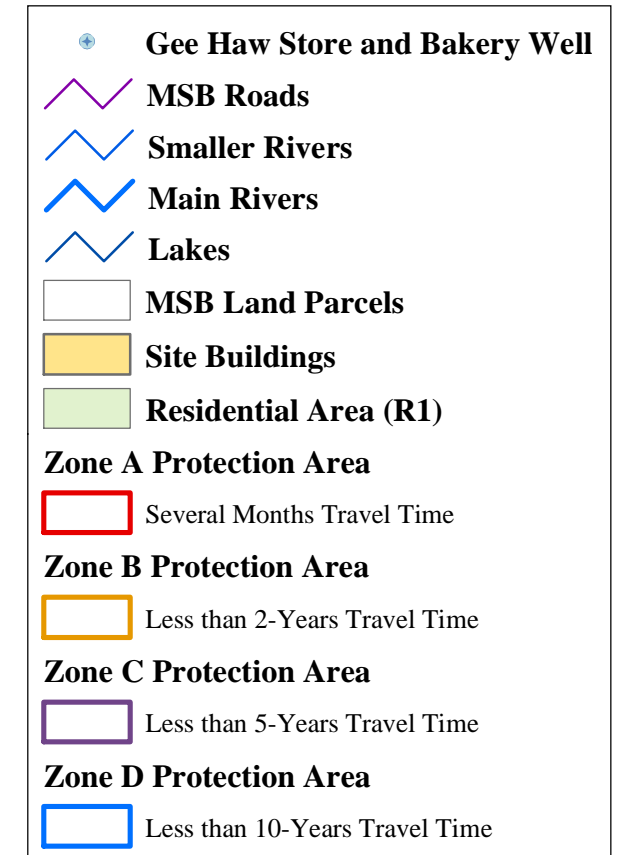 Gee Haw Store and Bakery Well
MSB Roads
Smaller Rivers
Main Rivers
Lakes
MSB Land Parcels
Site Buildings
Residential Area (R1)
Zone A Protection Area
Several Months Travel Time
Zone B Protection Area
Less than 2-Years Travel Time
Zone C Protection Area
Less than 5-Years Travel Time
Zone D Protection Area
Less than 10-Years Travel Time